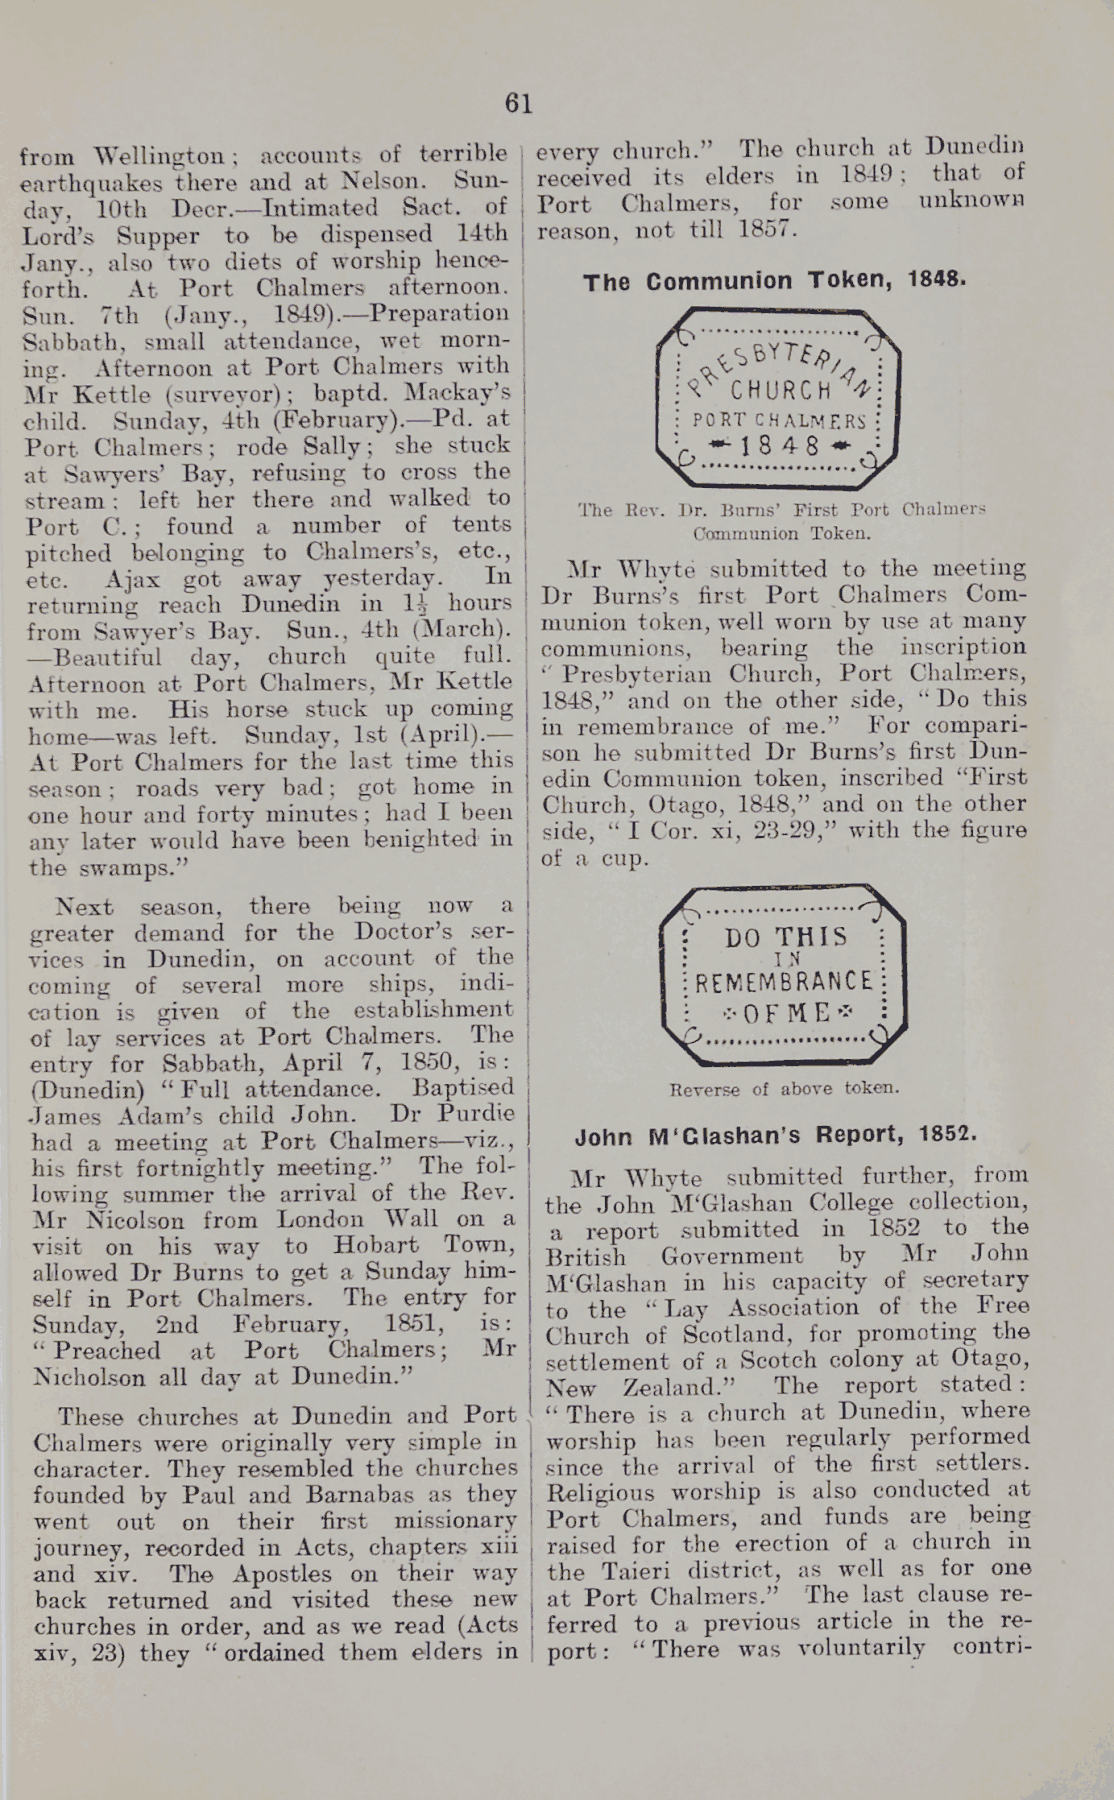 61
from Wellington; accounts of terrible
earthquakes there and at Nelson. Sun-
day, 10th Decr.—Intimated Sact. of
Lord's Supper to be dispensed 14th
Jany., also two diets of worship hence-
forth. At Port Chalmers afternoon.
Sun. 7th (Jany., 1849).—Preparation
Sabbath, small attendance, wet morn-
ing. Afternoon at Port Chalmers with
Mr Kettle (surveyor); baptd. Mackay's
child. Sunday, 4th (February).—Pd. at
Port Chalmers; rode Sally; she stuck
at Sawyers' Bay, refusing to cross the
stream; left her there and walked to
Port C.; found a number of tents
pitched belonging to Chalmers's, etc.,
etc. Ajax got away yesterday. In
returning reach Dunedin in 1½ hours
from Sawyer's Bay. Sun., 4th (March).
—Beautiful day, church quite full.
Afternoon at Port Chalmers, Mr Kettle
with me. His horse stuck up coming
home—was left. Sunday, 1st (April).—
At Port Chalmers for the last time this
season; roads very bad; got home in
one hour and forty minutes; had I been
any later would have been benighted in
the swamps."
Next season, there being now a
greater demand for the Doctor's ser-
vices in Dunedin, on account of the
coming of several more ships, indi-
cation is given of the establishment
of lay services at Port Chalmers. The
entry for Sabbath, April 7, 1850, is:
(Dunedin) "Full attendance. Baptised
James Adam's child John. Dr Purdie
had a meeting at Port Chalmers—viz.,
his first fortnightly meeting." The fol-
lowing summer the arrival of the Rev.
Mr Nicolson from London Wall on a
visit on his way to Hobart Town,
allowed Dr Burns to get a Sunday him-
self in Port Chalmers. The entry for
Sunday, 2nd February, 1851, is:
"Preached at Port Chalmers; Mr
Nicholson all day at Dunedin."
These churches at Dunedin and Port
Chalmers were originally very simple in
character. They resembled the churches
founded by Paul and Barnabas as they
went out on their first missionary
journey, recorded in Acts, chapters xiii
and xiv. The Apostles on their way
back returned and visited these new
churches in order, and as we read (Acts
xiv, 23) they "ordained them elders in
every church." The church at Dunedin
received its elders in 1849; that of
Port Chalmers, for some unknown
reason, not till 1857.
The Communion Token, 1848.
PRESBYTERIAN
CHURCH
PORT CHALMERS
1848
The Rev. Dr. Burns' First Port Chalmers
Communion Token.
Mr Whyte submitted to the meeting
Dr Burns's first Port Chalmers Com-
munion token, well worn by use at many
communions, bearing the inscription
"Presbyterian Church, Port Chalmers,
1848," and on the other side, "Do this
in remembrance of me." For compari-
son he submitted Dr Burns's first Dun-
edin Communion token, inscribed "First
Church, Otago, 1848," and on the other
side, "I Cor. xi, 23-29," with the figure
of a cup.
DO THIS
IN
REMEMBRANCE
OF ME
Reverse of above token.
John M'Glashan's Report, 1852.
Mr Whyte submitted further, from
the John M'Glashan College collection,
a report submitted in 1852 to the
British Government by Mr John
M'Glashan in his capacity of secretary
to the "Lay Association of the Free
Church of Scotland, for promoting the
settlement of a Scotch colony at Otago,
New Zealand." The report stated:
"There is a church at Dunedin, where
worship has been regularly performed
since the arrival of the first settlers.
Religious worship is also conducted at
Port Chalmers, and funds are being
raised for the erection of a church in
the Taieri district, as well as for one
at Port Chalmers." The last clause re-
ferred to a previous article in the re-
port: "There was voluntarily contri-